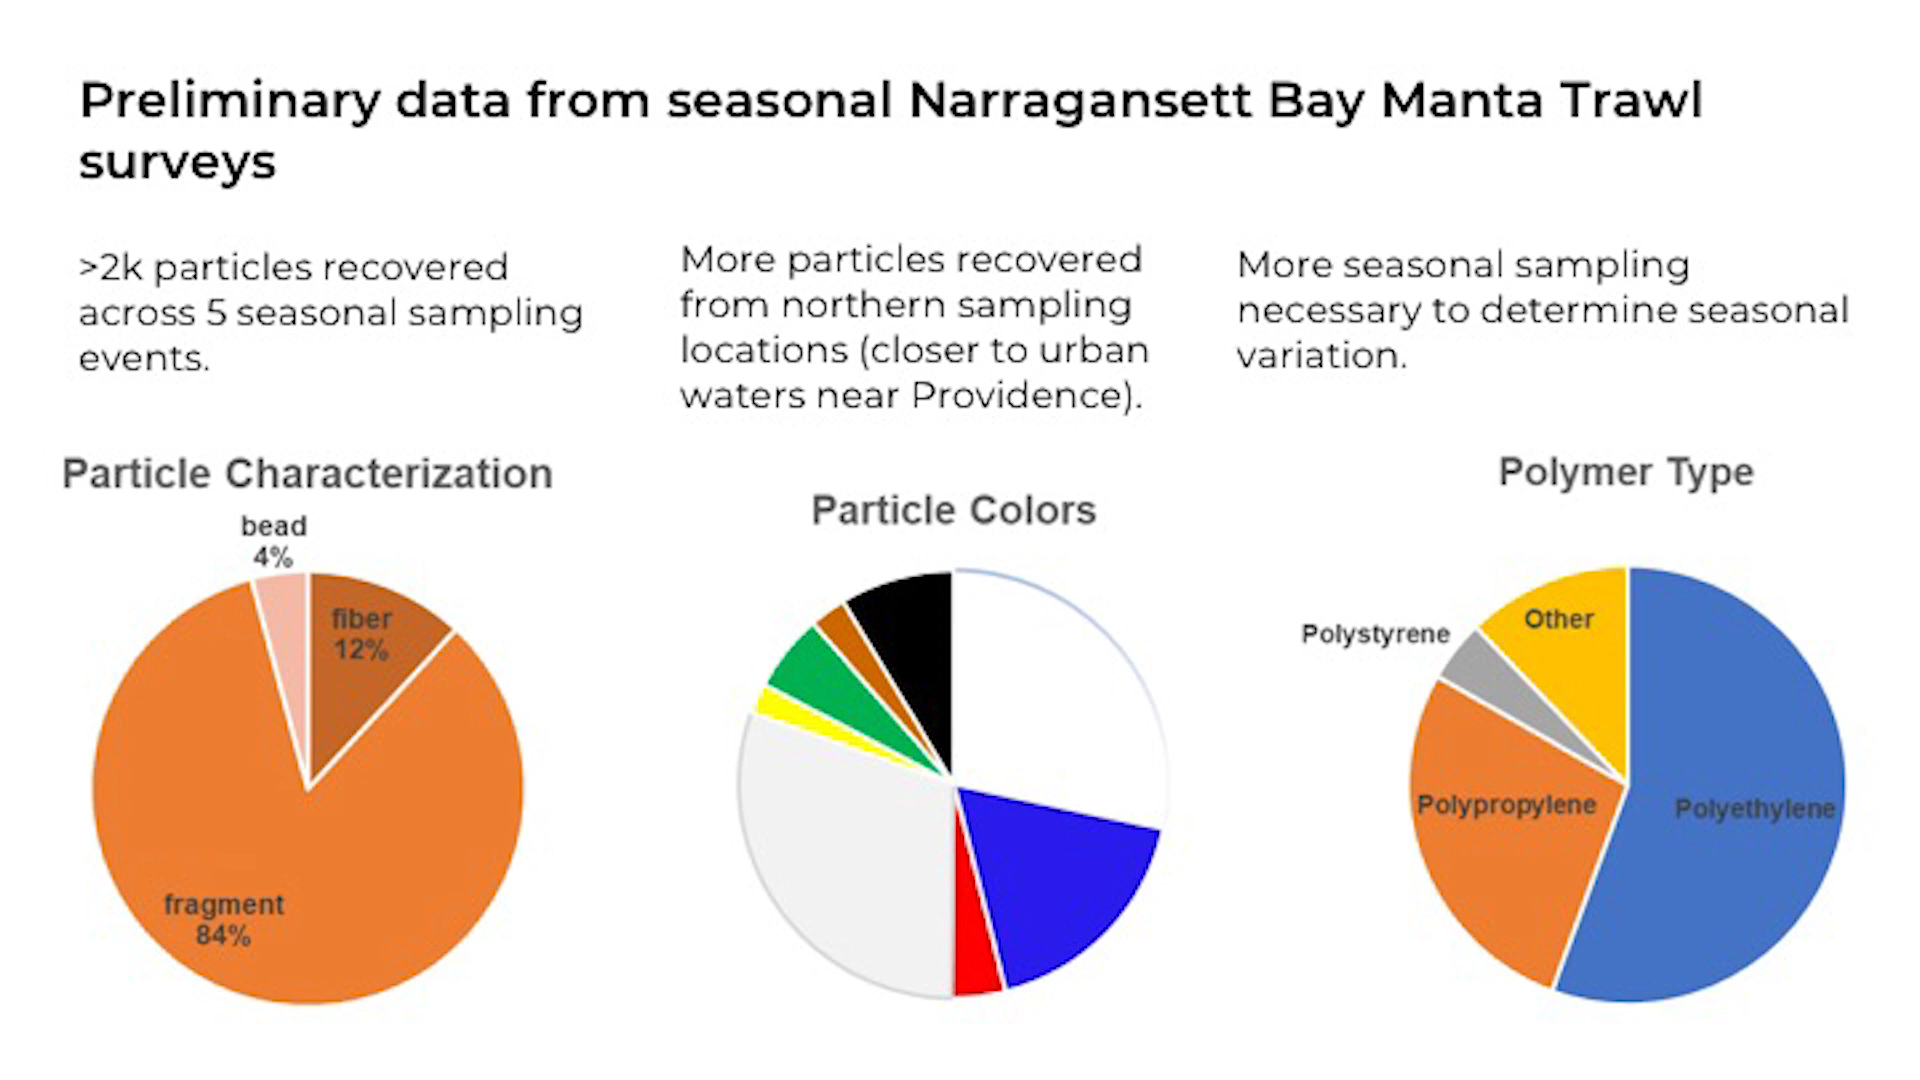 Preliminary data from seasonal Narragansett Bay Manta Trawl
surveys
>2k particles recovered
across 5 seasonal sampling
events.
More particles recovered
from northern sampling
locations (closer to urban
waters near Providence).
More seasonal sampling
necessary to determine seasonal
variation.
Particle Characterization
bead
4%
fiber
12%
fragment
84%
Particle Colors
Polymer Type
Other
Polystyrene
Polypropylene
Polyethylene